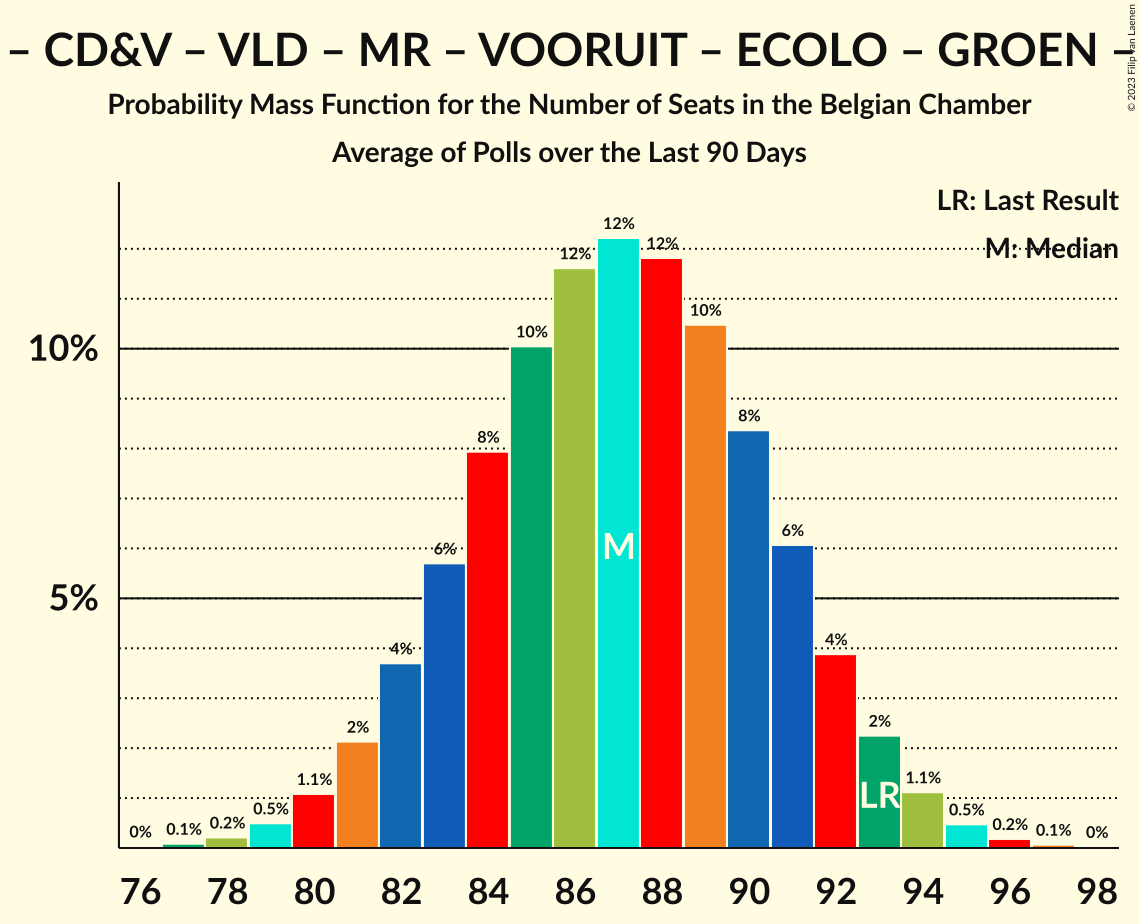 – CD&V – VLD – MR – VOORUIT – ECOLO – GROEN –
Probability Mass Function for the Number of Seats in the Belgian Chamber
Average of Polls over the Last 90 Days
© 2023 Filip van Laenen
LR: Last Result
M: Median
10%
5%
0%
0.1%
0.2%
0.5%
1.1%
2%
4%
6%
8%
10%
12%
12%
12%
10%
8%
6%
4%
2%
1.1%
0.5%
0.2%
0.1%
0%
M
LR
76 78 80 82 84 86 88 90 92 94 96 98